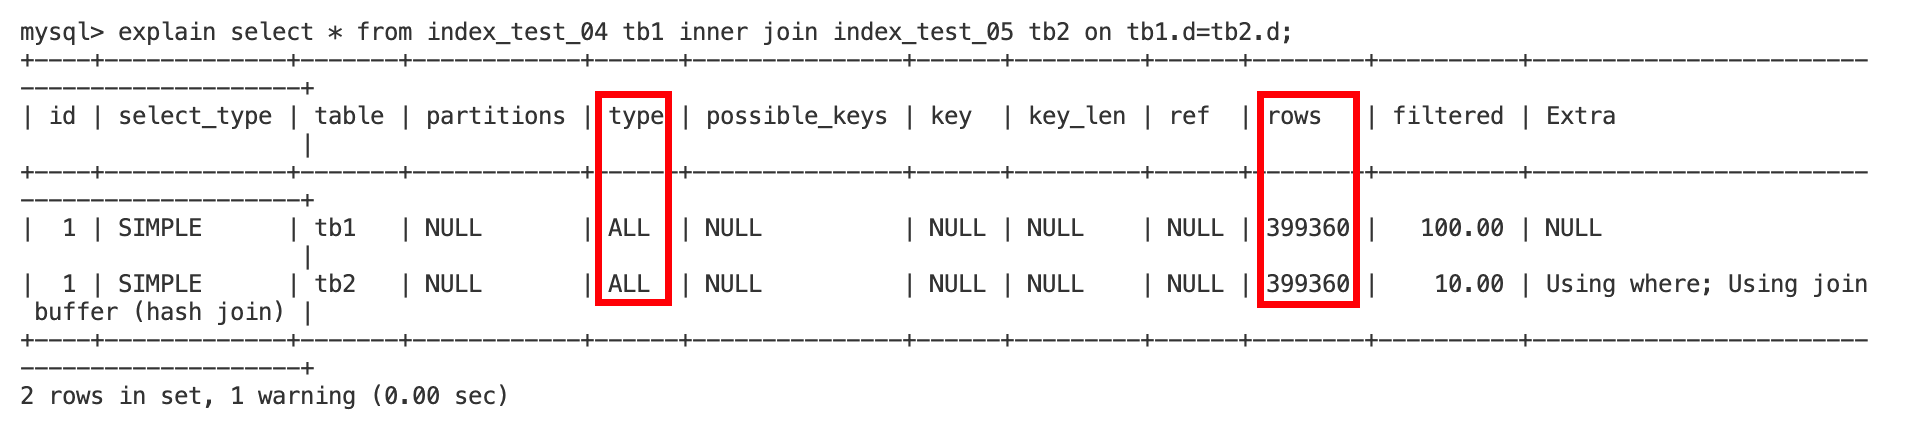 mysql> explain select * from index_test_04 tb1 inner join index_test_05 tb2 on tb1.d=tb2.d;
+----+-------------+-------+------------+------+---------------+------+---------+------+--------+----------+------------------------
--------------------+
| id | select_type | table | partitions | type | possible_keys | key  | key_len | ref  | rows   | filtered | Extra
                    |
+----+-------------+-------+------------+------+---------------+------+---------+------+--------+----------+------------------------
--------------------+
|  1 | SIMPLE      | tb1   | NULL       | ALL  | NULL          | NULL | NULL    | NULL | 399360 |   100.00 | NULL
                    |
|  1 | SIMPLE      | tb2   | NULL       | ALL  | NULL          | NULL | NULL    | NULL | 399360 |    10.00 | Using where; Using join
 buffer (hash join) |
+----+-------------+-------+------------+------+---------------+------+---------+------+--------+----------+------------------------
--------------------+
2 rows in set, 1 warning (0.00 sec)